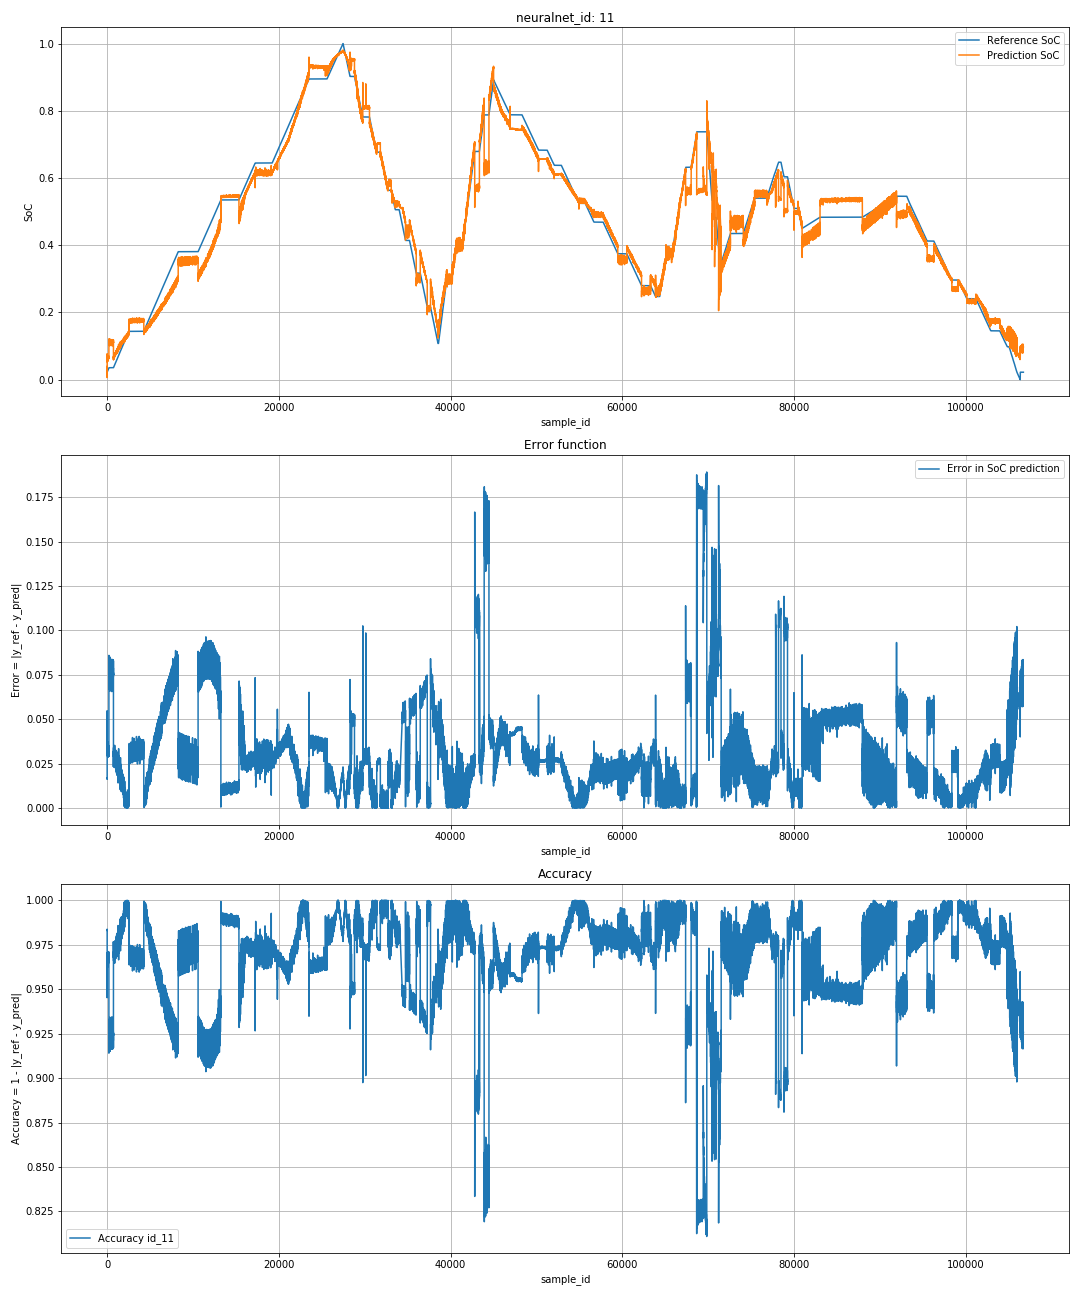 neuralnet_id: 11
Reference SoC
Prediction SoC
1.0
0.8
0.6
0.4
0.2
0.0
SoC
0 20000 40000 60000 80000 100000
sample_id
Error function
Error in SoC prediction
0.175
0.150
0.125
0.100
0.075
0.050
0.025
0.000
Error = |y_ref - y_pred|
0 20000 40000 60000 80000 100000
sample_id
Accuracy
1.000
0.975
0.950
0.925
0.900
0.875
0.850
0.825
Accuracy = 1 - |y_ref - y_pred|
Accuracy id_11
0 20000 40000 60000 80000 100000
sample_id